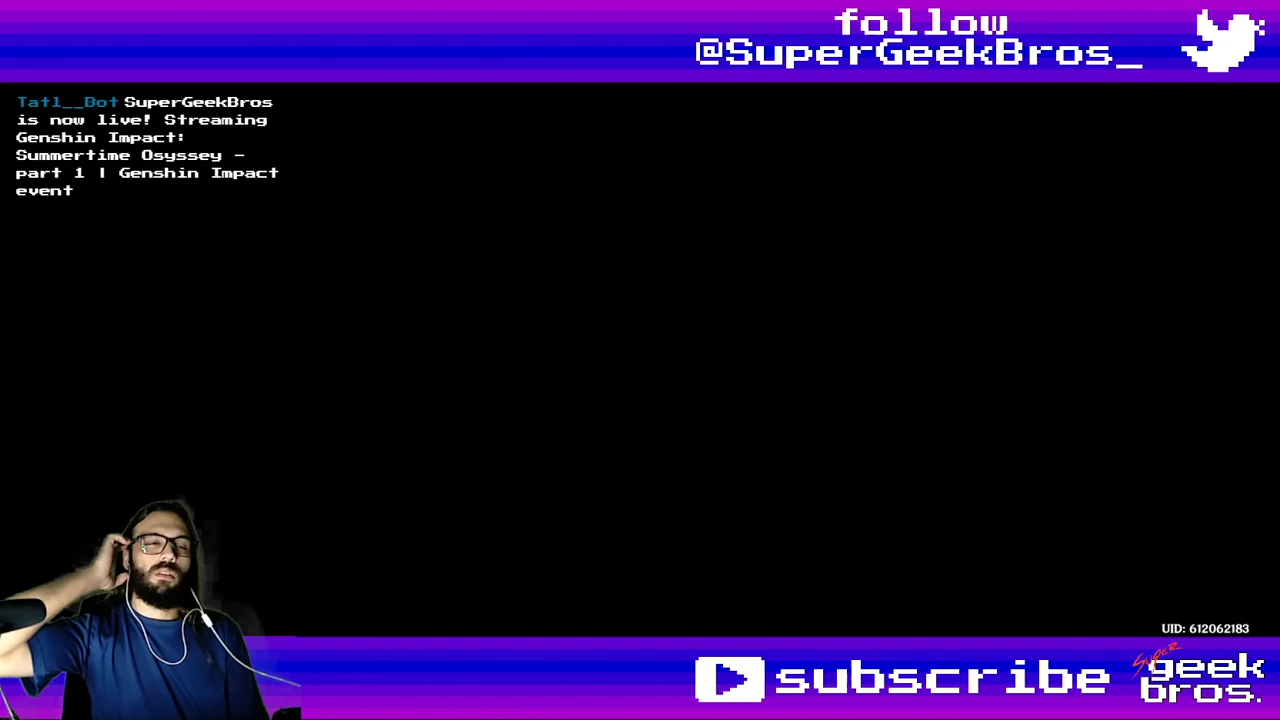 follow
@SuperGeekBros_
Tatl__Bot SuperGeekBros
is now live! Streaming
Genshin Impact:
Summertime Osyssey -
part 1 | Genshin Impact
event
UID: 612062183
subscribe
SUPER
geek
bros.